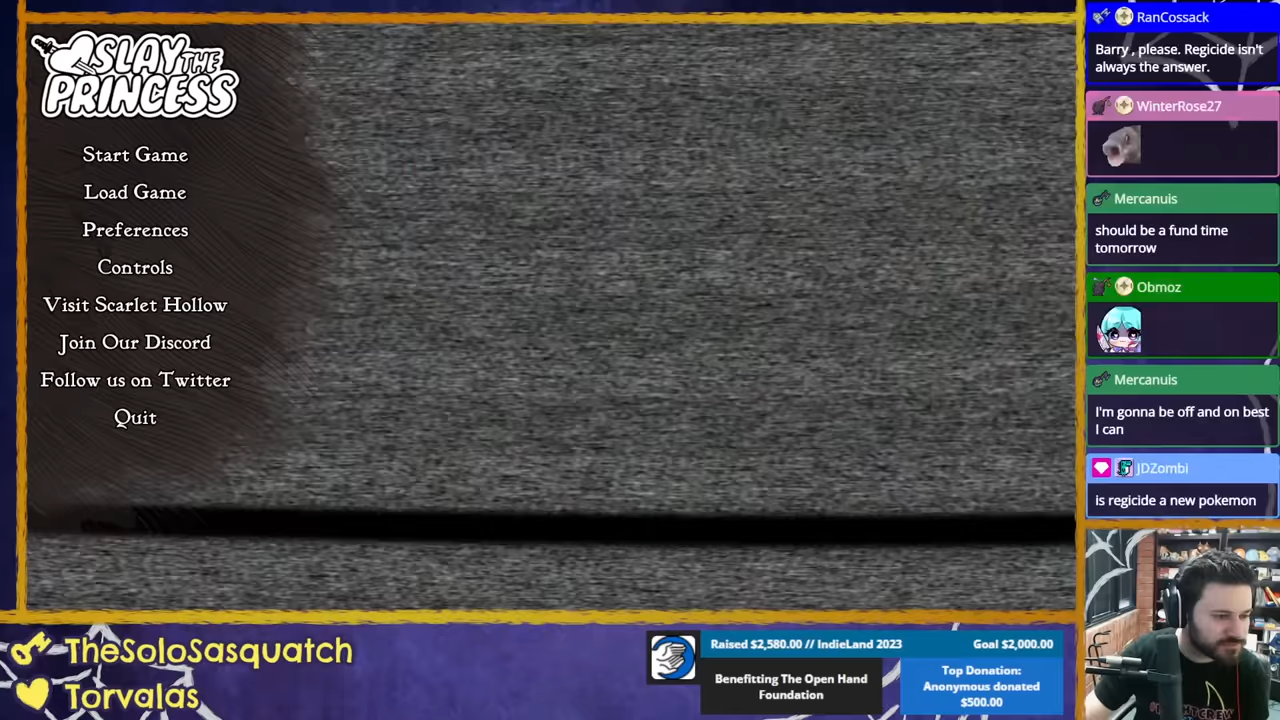 SLAY THE
PRINCESS
Start Game
Load Game
Preferences
Controls
Visit Scarlet Hollow
Join Our Discord
Follow us on Twitter
Quit
RanCossack
Barry , please. Regicide isn't
always the answer.
WinterRose27
Mercanuis
should be a fund time
tomorrow
Obmoz
Mercanuis
I'm gonna be off and on best
I can
JDZombi
is regicide a new pokemon
TheSoloSasquatch
Torvalas
Raised $2,580.00 // IndieLand 2023
Goal $2,000.00
Benefitting The Open Hand
Foundation
Top Donation:
Anonymous donated
$500.00